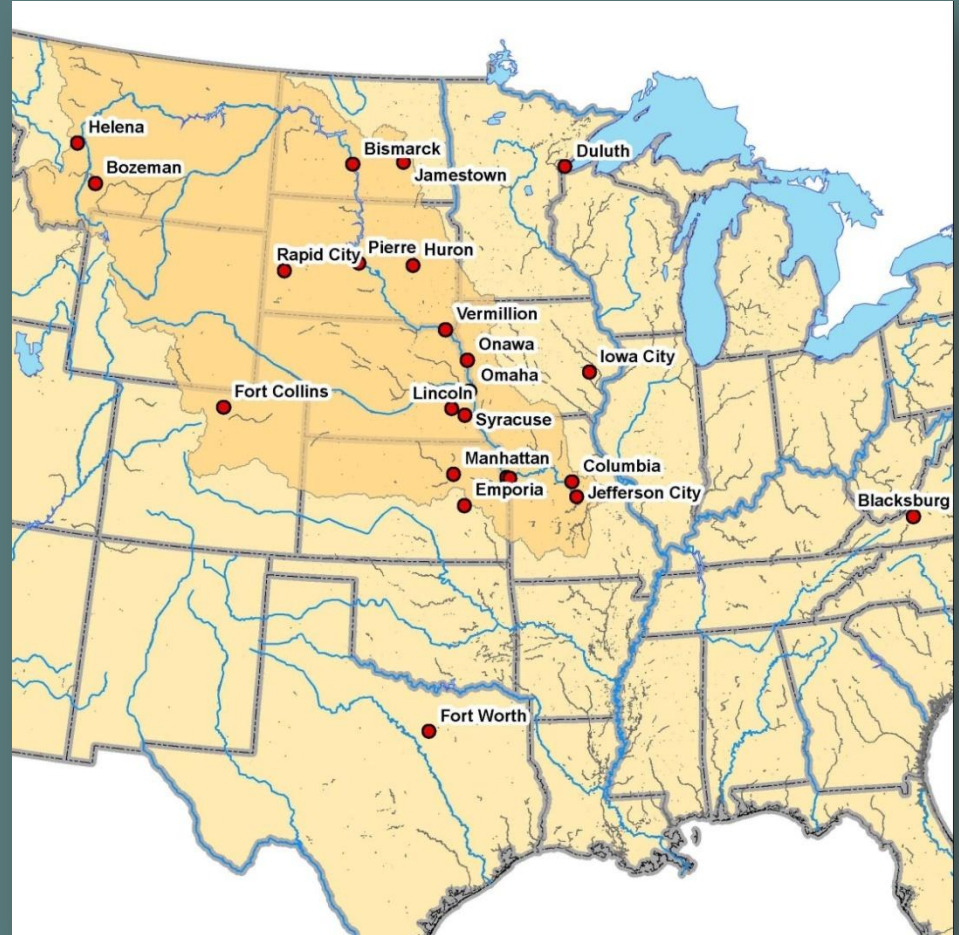 Helena
Bismarck
Duluth
Bozeman
Jamestown
Rapid City
Pierre
Huron
Vermillion
Onawa
Iowa City
Omaha
Fort Collins
Lincoln
Syracuse
Manhattan
Columbia
Emporia
Jefferson City
Blacksburg
Fort Worth